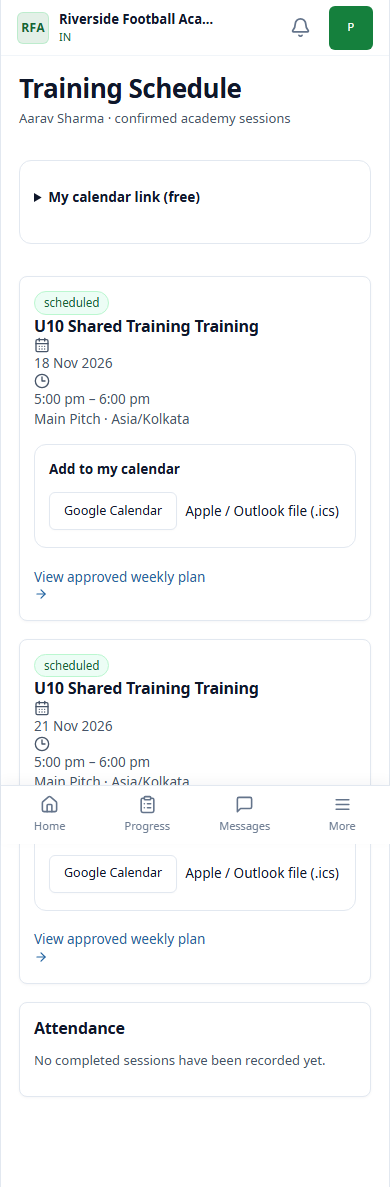 RFA
Riverside Football Aca...
IN
P
Training Schedule
Aarav Sharma · confirmed academy sessions
My calendar link (free)
scheduled
U10 Shared Training Training
18 Nov 2026
5:00 pm – 6:00 pm
Main Pitch · Asia/Kolkata
Add to my calendar
Google Calendar Apple / Outlook file (.ics)
View approved weekly plan
scheduled
U10 Shared Training Training
21 Nov 2026
5:00 pm – 6:00 pm
Main Pitch · Asia/Kolkata
Home Progress Messages More
Google Calendar Apple / Outlook file (.ics)
View approved weekly plan
Attendance
No completed sessions have been recorded yet.